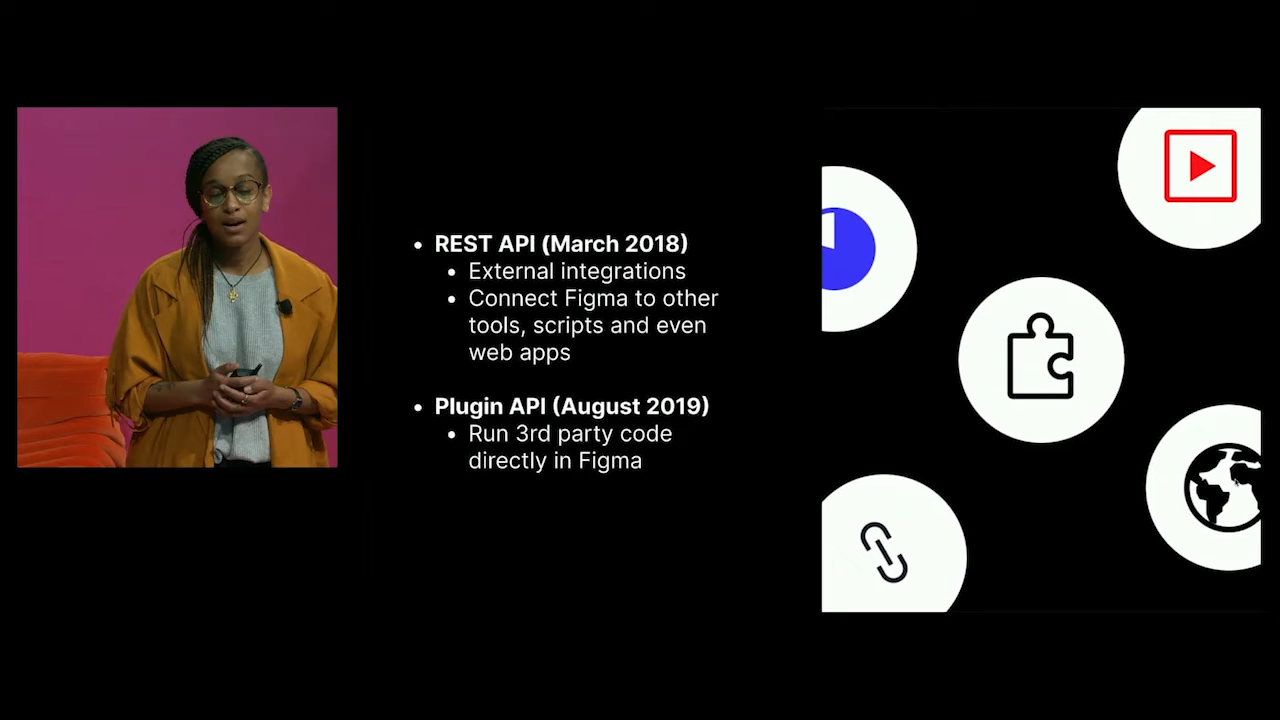 • REST API (March 2018)
• External integrations
• Connect Figma to other
tools, scripts and even
web apps
• Plugin API (August 2019)
• Run 3rd party code
directly in Figma